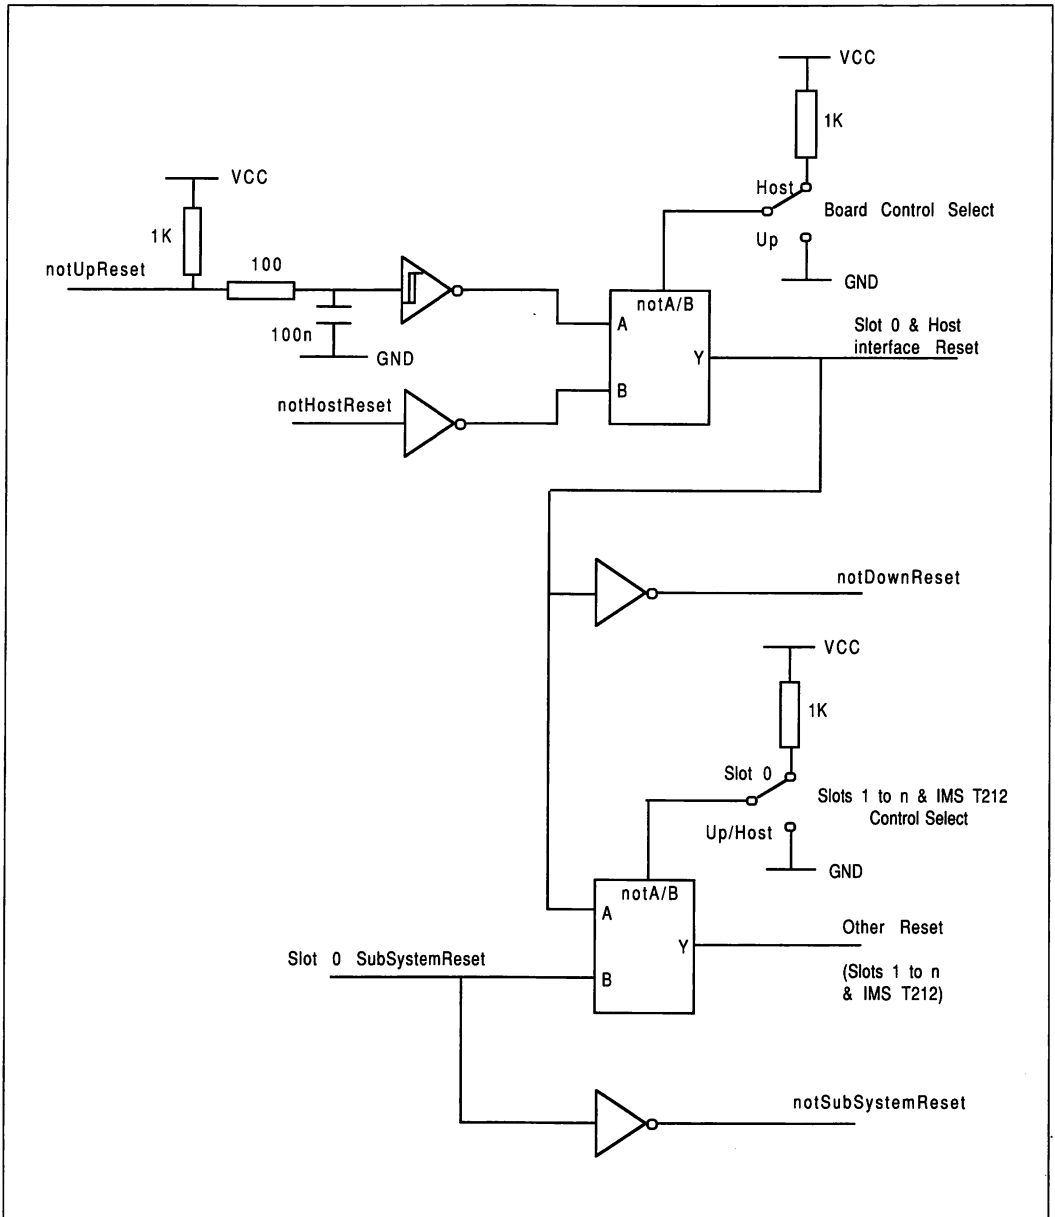 VCC
1K
Host
Board Control Select
Up
GND
VCC
1K
notUpReset
100
100n
GND
notA/B
A
Y
B
Slot 0 & Host
interface Reset
notHostReset
notDownReset
VCC
1K
Slot 0
Slots 1 to n & IMS T212
Control Select
Up/Host
GND
notA/B
A
Y
B
Other Reset
(Slots 1 to n
& IMS T212)
Slot 0 SubSystemReset
notSubSystemReset